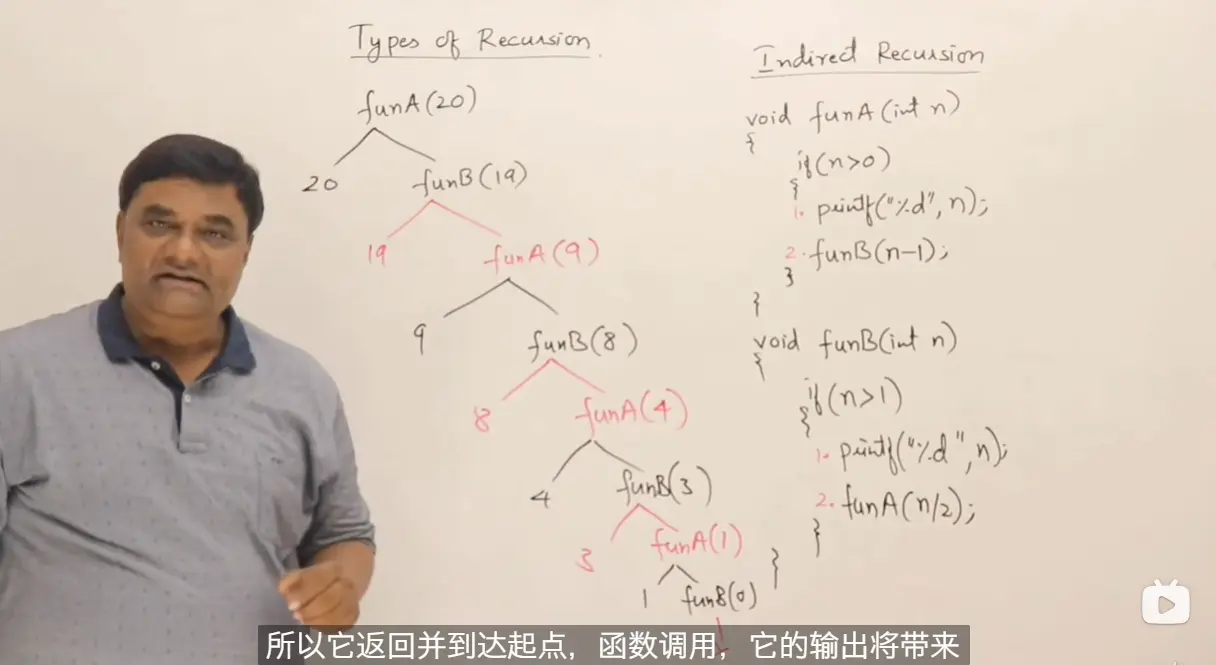 Types of Recursion.
funA(20)
20 funB(19)
19 funA(9)
9 funB(8)
8 funA(4)
4 funB(3)
3 funA(1)
1 funB(0)
Indirect Recursion
void funA(int n)
{
if(n>0)
{
1. printf("%d", n);
2. funB(n-1);
}
}
void funB(int n)
{
if(n>1)
{
1. printf("%d", n);
2. funA(n/2);
}
}
所以它返回并到达起点，函数调用，它的输出将带来